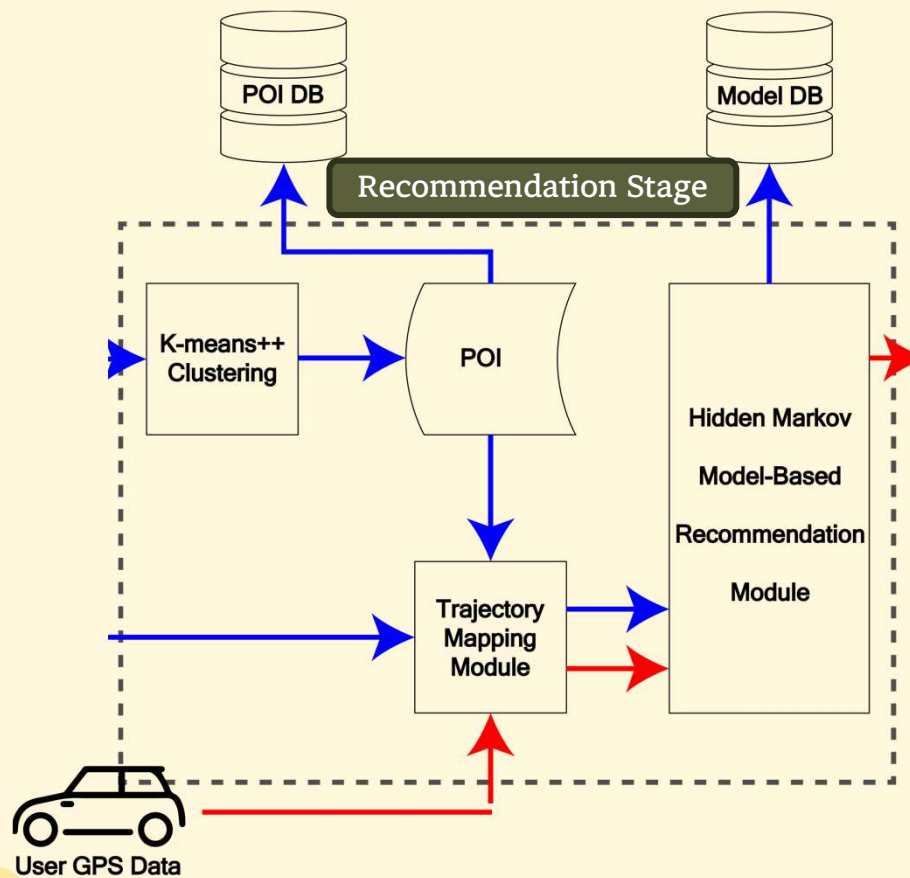 POI DB
Model DB
Recommendation Stage
K-means++
Clustering
POI
Hidden Markov
Model-Based
Recommendation
Module
Trajectory
Mapping
Module
User GPS Data